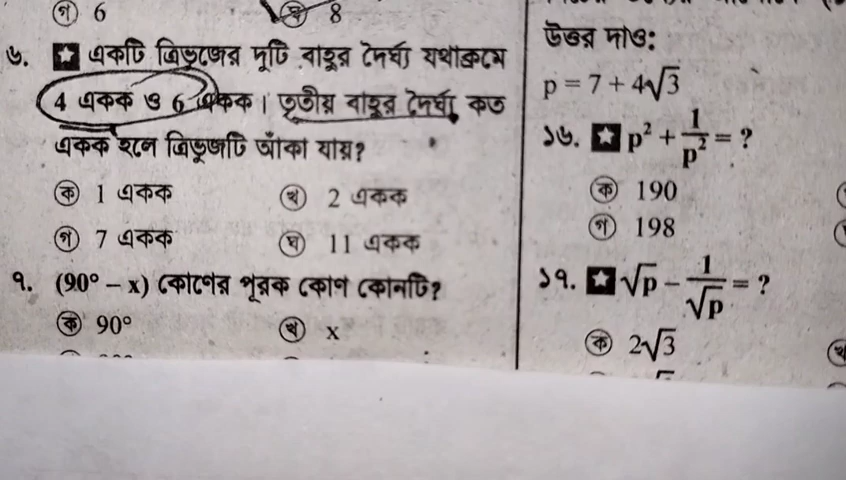 গ 6
ঘ 8
৬. একটি ত্রিভুজের দুটি বাহুর দৈর্ঘ্য যথাক্রমে
4 একক ও 6 একক। তৃতীয় বাহুর দৈর্ঘ্য কত
একক হলে ত্রিভুজটি আঁকা যায়?
ক 1 একক
খ 2 একক
গ 7 একক
ঘ 11 একক
৭. (90° – x) কোণের পূরক কোণ কোনটি?
ক 90°
খ x
উত্তর দাও:
p = 7 + 4√3
১৬. p² + 1/p² = ?
ক 190
গ 198
১৭. √p – 1/√p = ?
ক 2√3